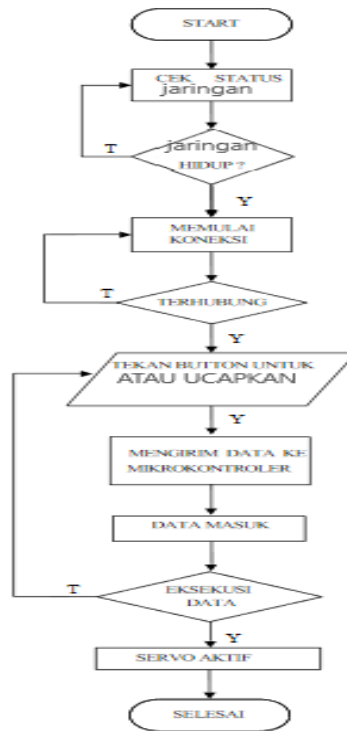 START
CEK STATUS
jaringan
jaringan
HIDUP ?
T
Y
MEMULAI
KONEKSI
T
TERHUBUNG
Y
TEKAN BUTTON UNTUK
ATAU UCAPKAN
Y
MENGIRIM DATA KE
MIKROKONTROLER
DATA MASUK
T
EKSEKUSI
DATA
Y
SERVO AKTIF
SELESAI